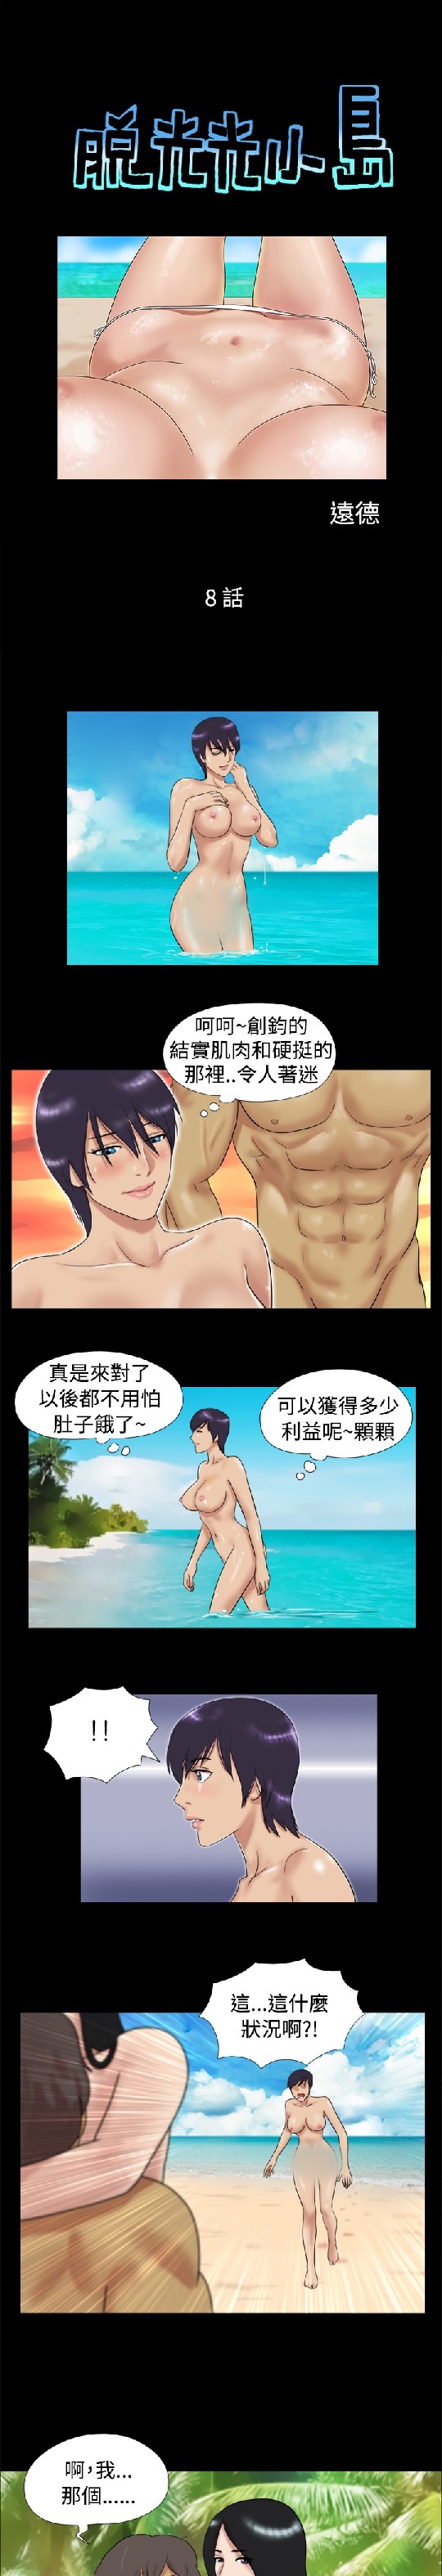 脫光光小島
遠德
8話
呵呵~創鈞的
結實肌肉和硬挺的
那裡..令人著迷
真是來對了
以後都不用怕
肚子餓了~
可以獲得多少
利益呢~顆顆
!!
這...這什麼
狀況啊?!
啊,我...
那個......